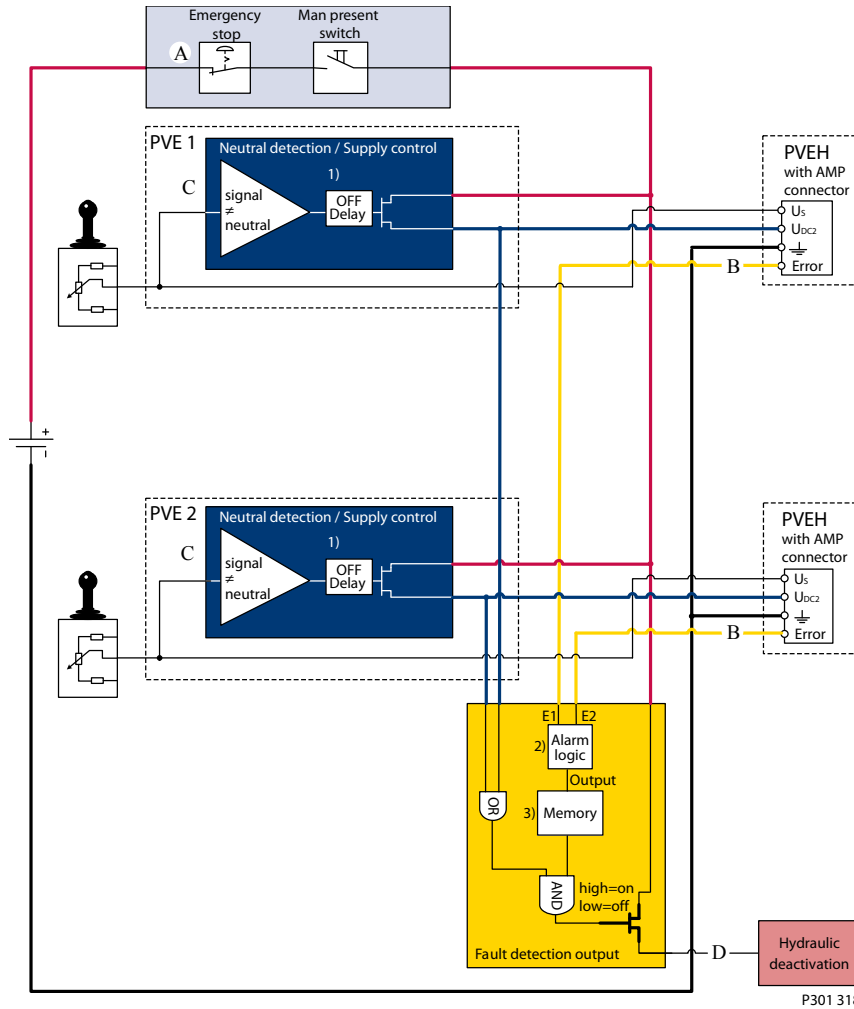 Emergency
stop
Man present
switch
A
PVE 1
Neutral detection / Supply control
1)
C
signal
≠
neutral
OFF
Delay
PVEH
with AMP
connector
US
UDC2
Error
B
+
-
PVE 2
Neutral detection / Supply control
1)
C
signal
≠
neutral
OFF
Delay
PVEH
with AMP
connector
US
UDC2
Error
B
E1 E2
2) Alarm
logic
Output
OR
3) Memory
AND
high=on
low=off
Fault detection output
D
Hydraulic
deactivation
P301 318